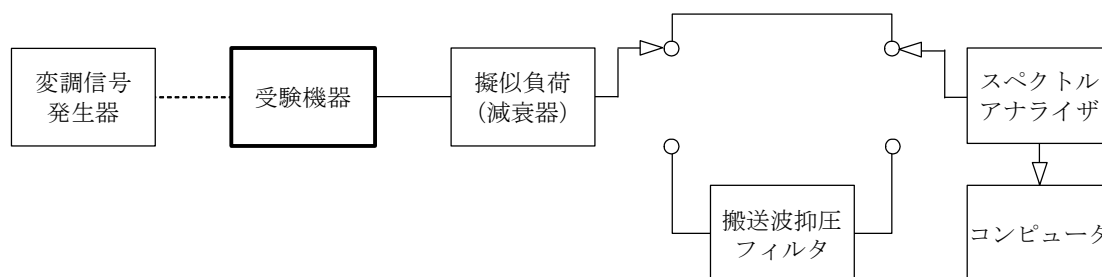 変調信号
発生器
受験機器
擬似負荷
（減衰器）
スペクトル
アナライザ
搬送波抑圧
フィルタ
コンピュータ